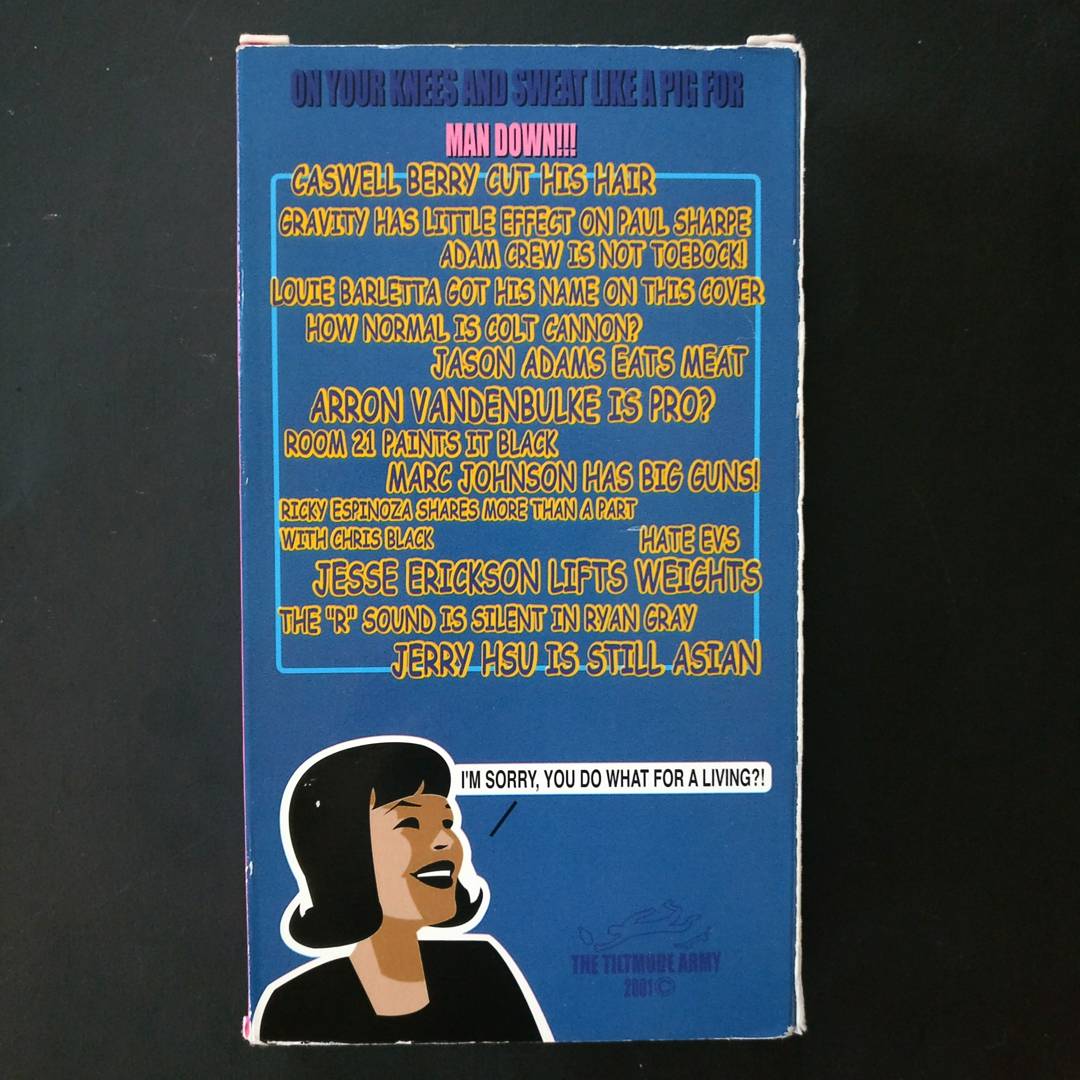 ON YOUR KNEES AND SWEAT LIKE A PIG FOR
MAN DOWN!!!
CASWELL BERRY CUT HIS HAIR
GRAVITY HAS LITTLE EFFECT ON PAUL SHARPE
ADAM CREW IS NOT TOEBOCK!
LOUIE BARLETTA GOT HIS NAME ON THIS COVER
HOW NORMAL IS COLT CANNON?
JASON ADAMS EATS MEAT
ARRON VANDENBULKE IS PRO?
ROOM 21 PAINTS IT BLACK
MARC JOHNSON HAS BIG GUNS!
RICKY ESPINOZA SHARES MORE THAN A PART
WITH CHRIS BLACK
HATE EVS
JESSE ERICKSON LIFTS WEIGHTS
THE "R" SOUND IS SILENT IN RYAN GRAY
JERRY HSU IS STILL ASIAN
I'M SORRY, YOU DO WHAT FOR A LIVING?!
THE TILTMODE ARMY
2001©